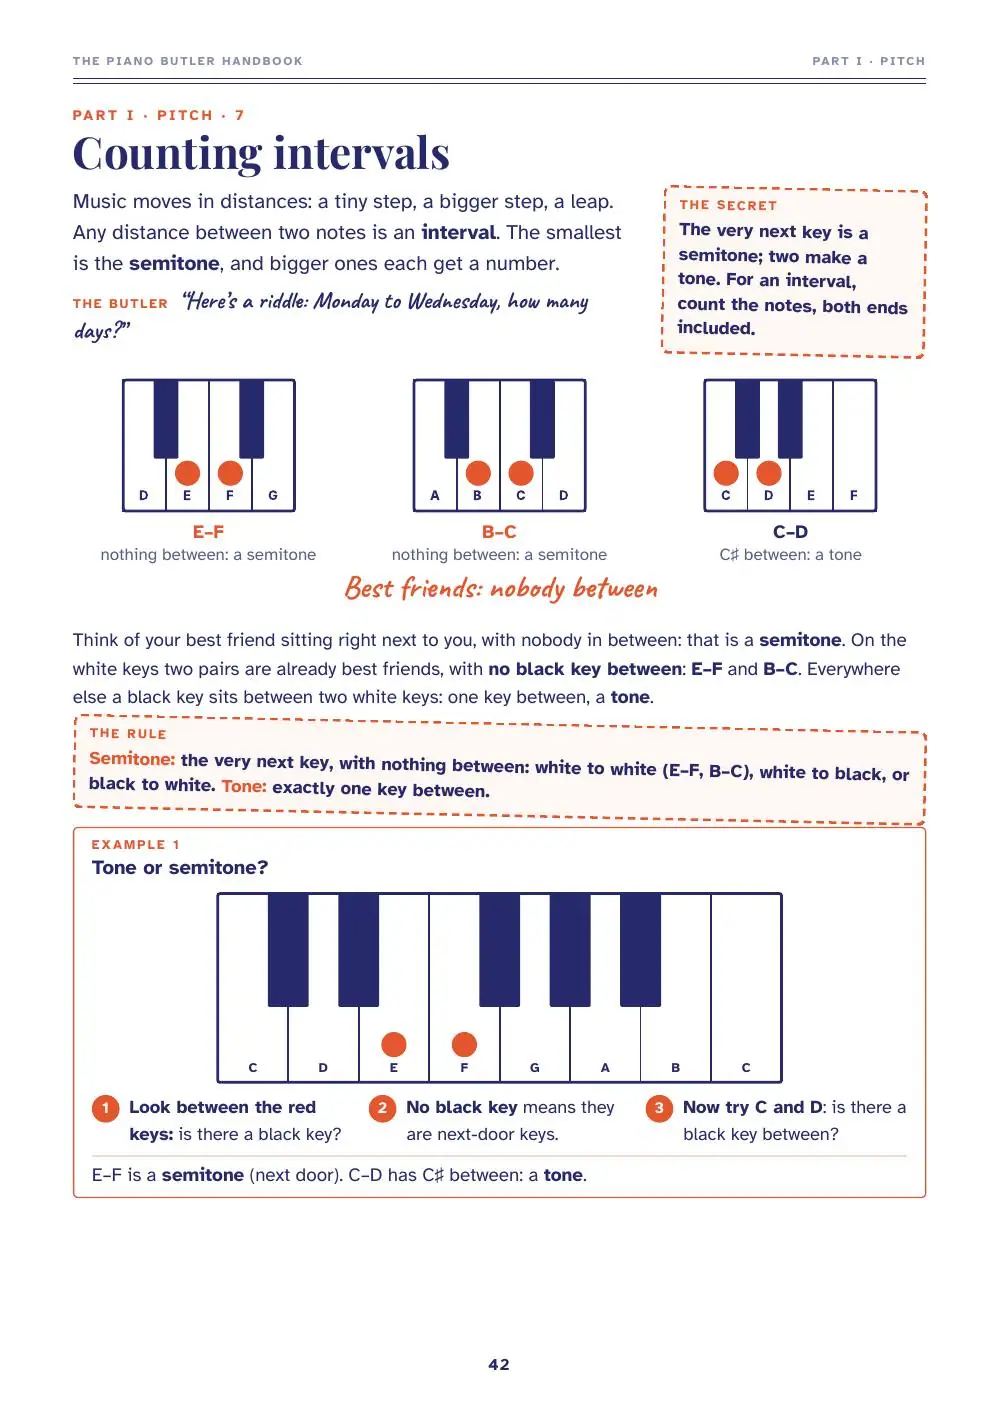 THE PIANO BUTLER HANDBOOK
PART I · PITCH
PART I · PITCH · 7
Counting intervals
Music moves in distances: a tiny step, a bigger step, a leap.
Any distance between two notes is an interval. The smallest
is the semitone, and bigger ones each get a number.
THE BUTLER “Here’s a riddle: Monday to Wednesday, how many
days?”
THE SECRET
The very next key is a
semitone; two make a
tone. For an interval,
count the notes, both ends
included.
D E F G
A B C D
C D E F
E–F
B–C
C–D
nothing between: a semitone
nothing between: a semitone
C♯ between: a tone
Best friends: nobody between
Think of your best friend sitting right next to you, with nobody in between: that is a semitone. On the
white keys two pairs are already best friends, with no black key between: E–F and B–C. Everywhere
else a black key sits between two white keys: one key between, a tone.
THE RULE
Semitone: the very next key, with nothing between: white to white (E–F, B–C), white to black, or
black to white. Tone: exactly one key between.
EXAMPLE 1
Tone or semitone?
C D E F G A B C
1 Look between the red
keys: is there a black key?
2 No black key means they
are next-door keys.
3 Now try C and D: is there a
black key between?
E–F is a semitone (next door). C–D has C♯ between: a tone.
42